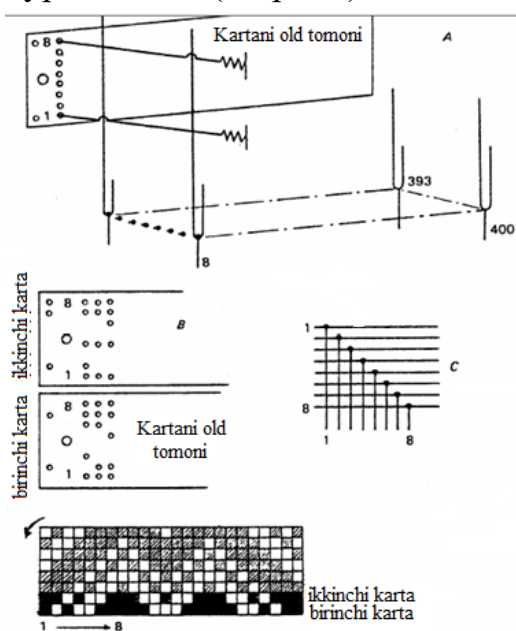 8
Kartani old tomoni
A
1
393
400
8
ikkinchi karta
8
1
B
birinchi karta
8
1
Kartani old
tomoni
1
C
8
1
8
ikkinchi karta
birinchi karta
1
8